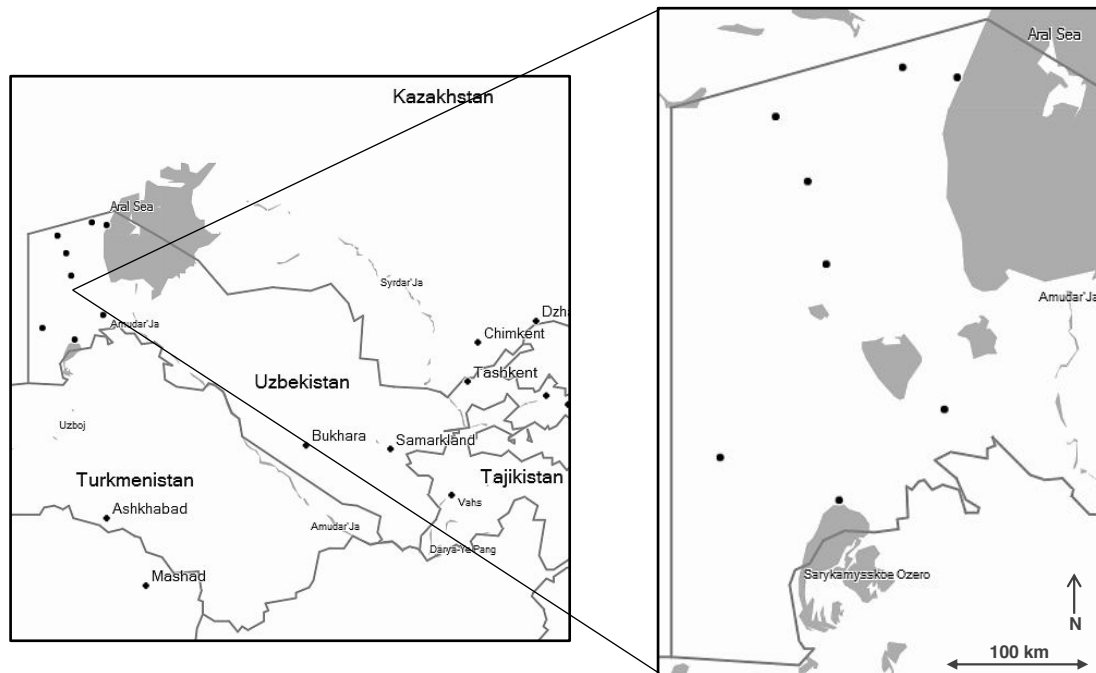 Kazakhstan
Aral Sea
Syrdar'Ja
Dzha
Amudar'Ja
Chimkent
Tashkent
Uzbekistan
Uzboj
Bukhara
Samarkland
Turkmenistan
Tajikistan
Vahs
Ashkhabad
Amudar'Ja
Darya-Ye Pang
Mashad
Aral Sea
Amudar'Ja
Sarykamysskoe Ozero
N
100 km